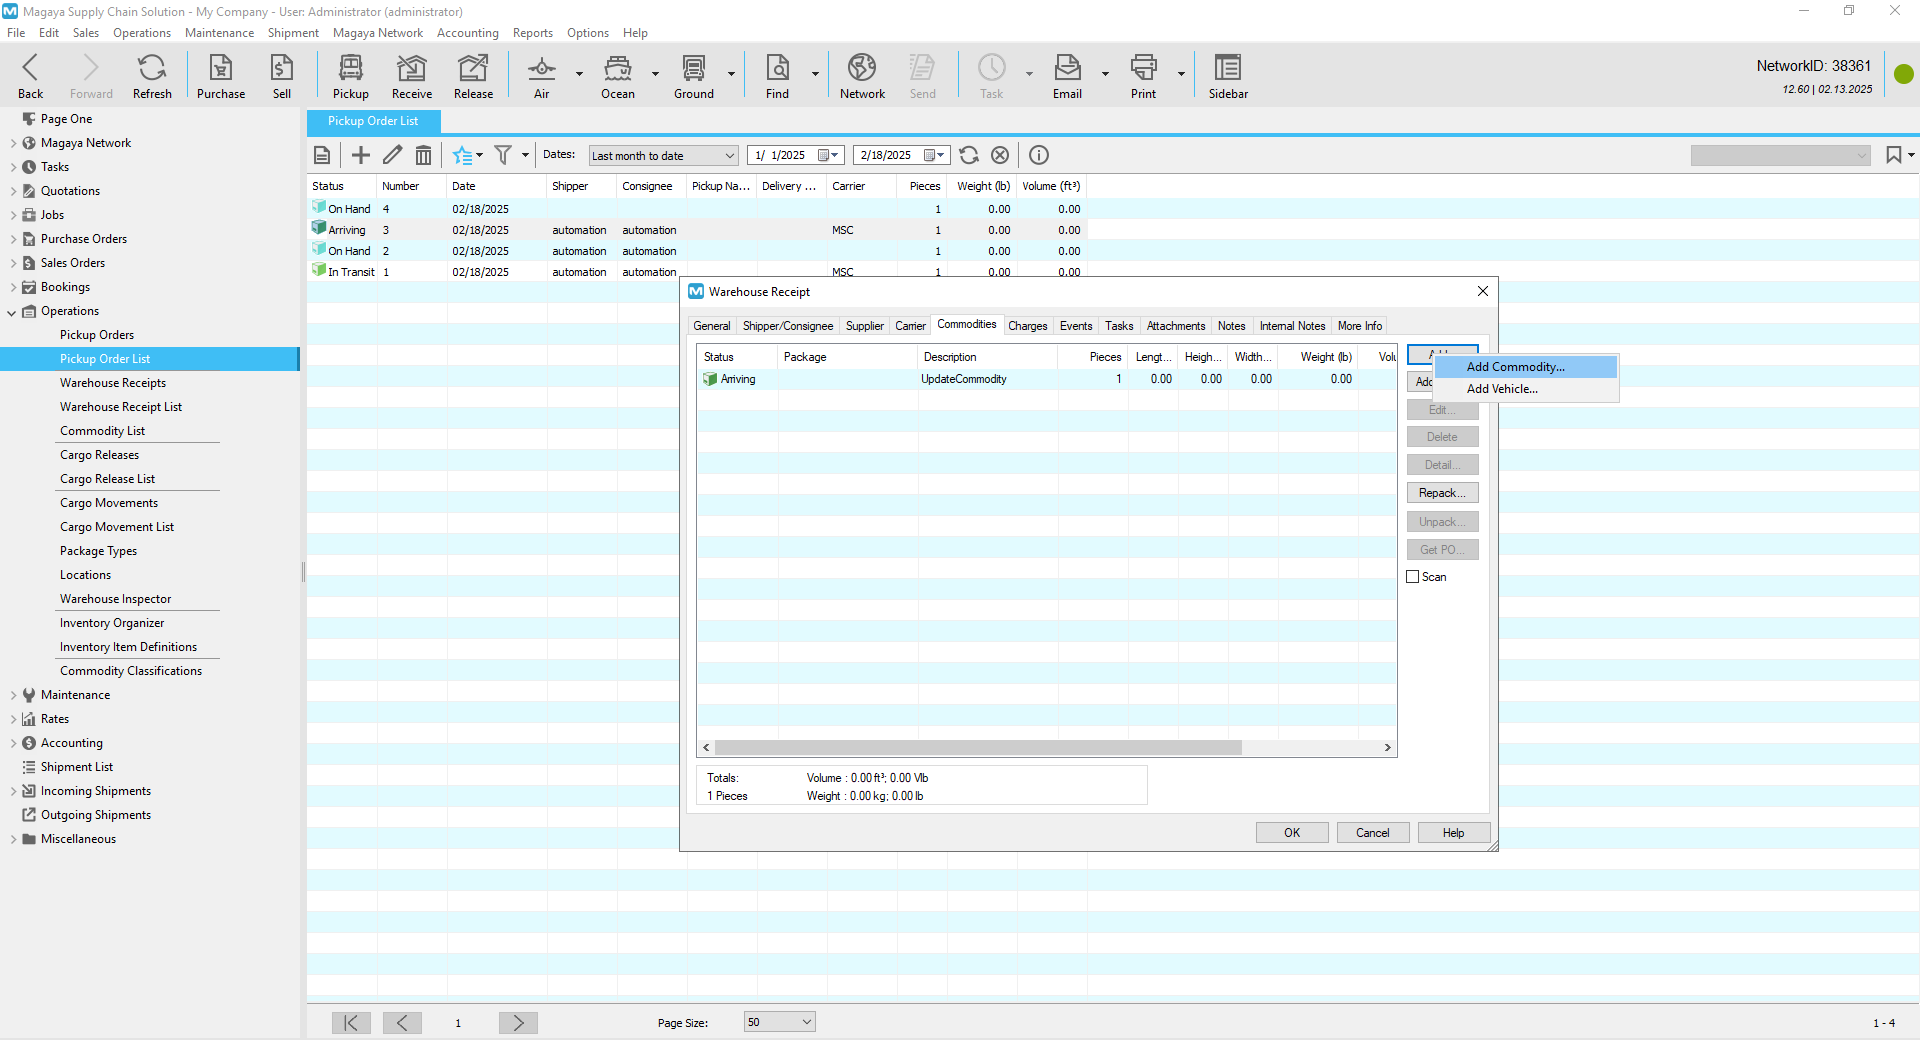 Magaya Supply Chain Solution - My Company - User: Administrator (administrator)
File Edit Sales Operations Maintenance Shipment Magaya Network Accounting Reports Options Help
Back Forward Refresh Purchase Sell Pickup Receive Release Air Ocean Ground Find Network Send Task Email Print Sidebar
NetworkID: 38361
12.60 | 02.13.2025
Page One
Magaya Network
Tasks
Quotations
Jobs
Purchase Orders
Sales Orders
Bookings
Operations
Pickup Orders
Pickup Order List
Warehouse Receipts
Warehouse Receipt List
Commodity List
Cargo Releases
Cargo Release List
Cargo Movements
Cargo Movement List
Package Types
Locations
Warehouse Inspector
Inventory Organizer
Inventory Item Definitions
Commodity Classifications
Maintenance
Rates
Accounting
Shipment List
Incoming Shipments
Outgoing Shipments
Miscellaneous
Pickup Order List
Dates: Last month to date 1/ 1/2025 2/18/2025
Status Number Date Shipper Consignee Pickup Na... Delivery ... Carrier Pieces Weight (lb) Volume (ft³)
On Hand 4 02/18/2025 1 0.00 0.00
Arriving 3 02/18/2025 automation automation MSC 1 0.00 0.00
On Hand 2 02/18/2025 automation automation 1 0.00 0.00
In Transit 1 02/18/2025 automation automation MSC 1 0.00 0.00
Warehouse Receipt
General Shipper/Consignee Supplier Carrier Commodities Charges Events Tasks Attachments Notes Internal Notes More Info
Status Package Description Pieces Lengt... Heigh... Width... Weight (lb)
Arriving UpdateCommodity 1 0.00 0.00 0.00 0.00
Add Commodity...
Add Vehicle...
Edit...
Delete
Detail...
Repack...
Unpack...
Get PO...
Scan
Totals: Volume : 0.00 ft³; 0.00 Vlb
1 Pieces Weight : 0.00 kg; 0.00 lb
OK Cancel Help
1 Page Size: 50 1 - 4